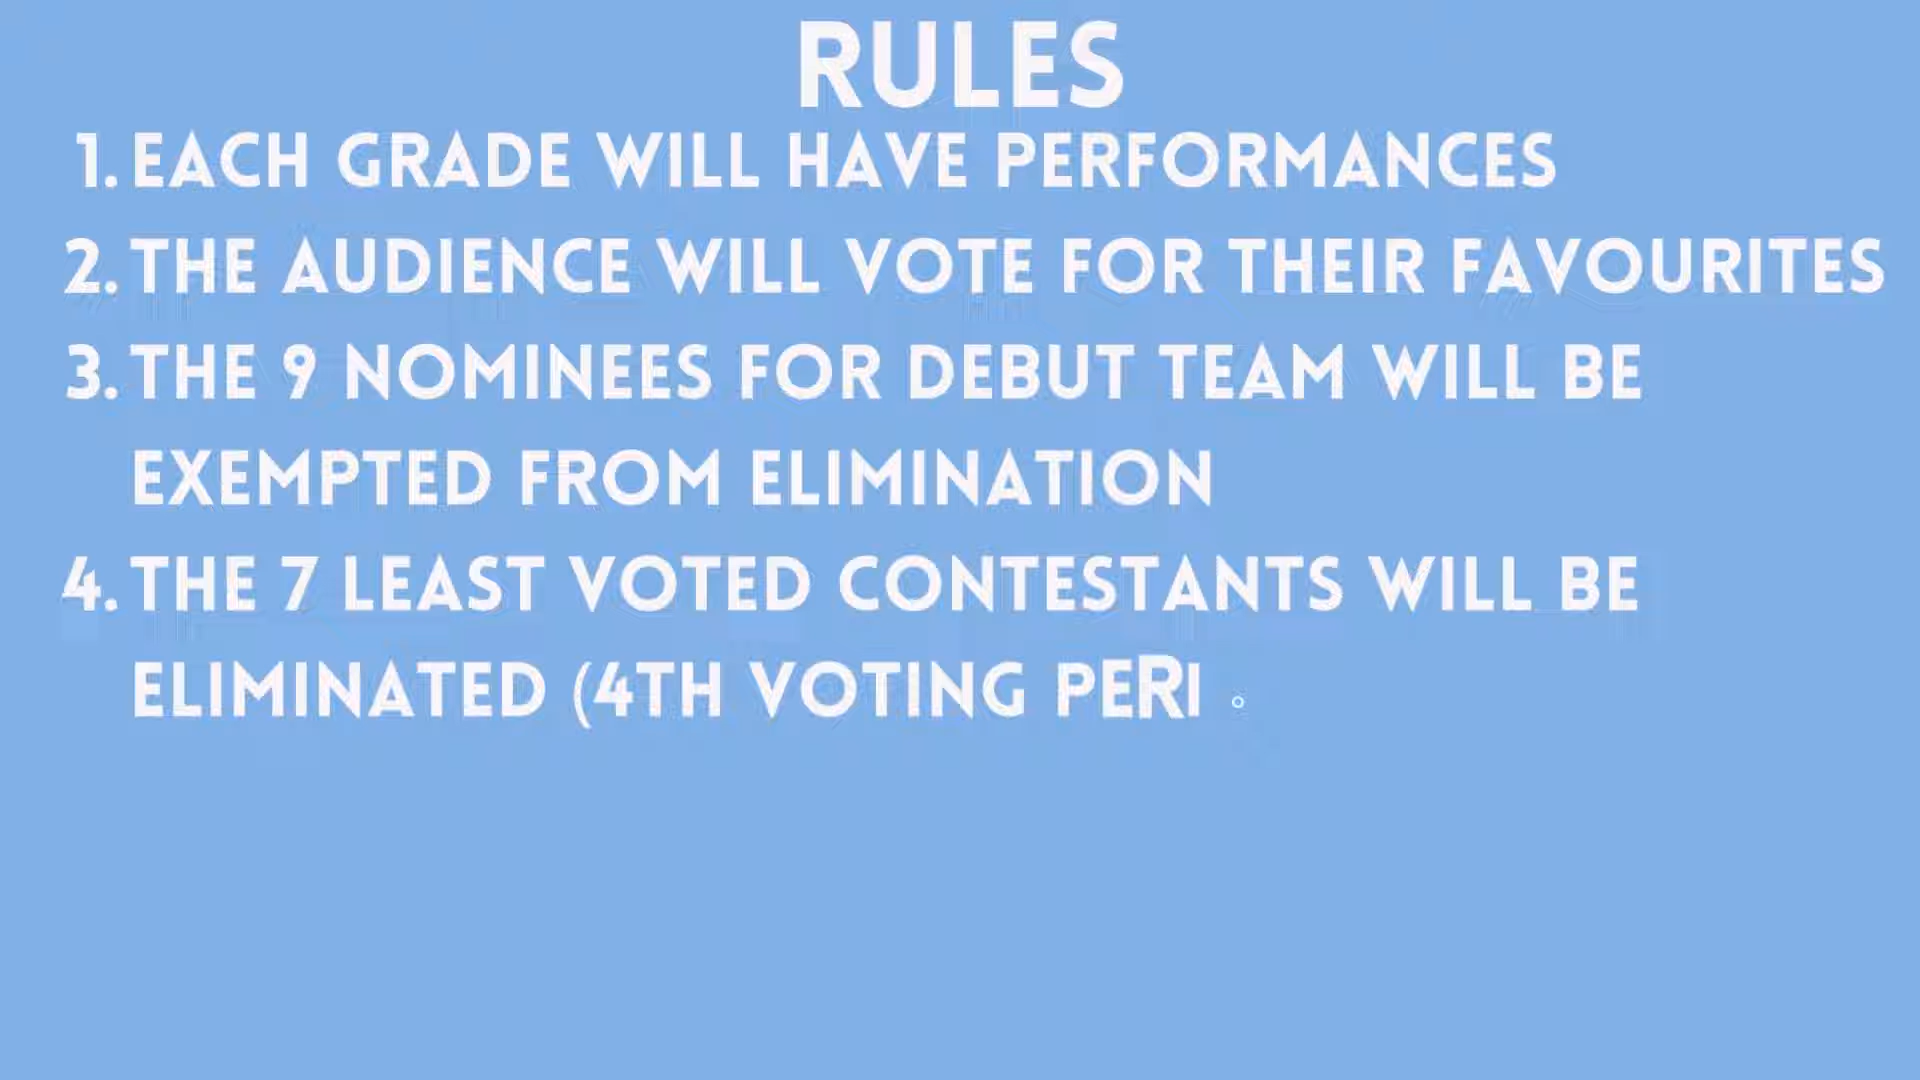 RULES
1. EACH GRADE WILL HAVE PERFORMANCES
2. THE AUDIENCE WILL VOTE FOR THEIR FAVOURITES
3. THE 9 NOMINEES FOR DEBUT TEAM WILL BE
EXEMPTED FROM ELIMINATION
4. THE 7 LEAST VOTED CONTESTANTS WILL BE
ELIMINATED (4TH VOTING PERI